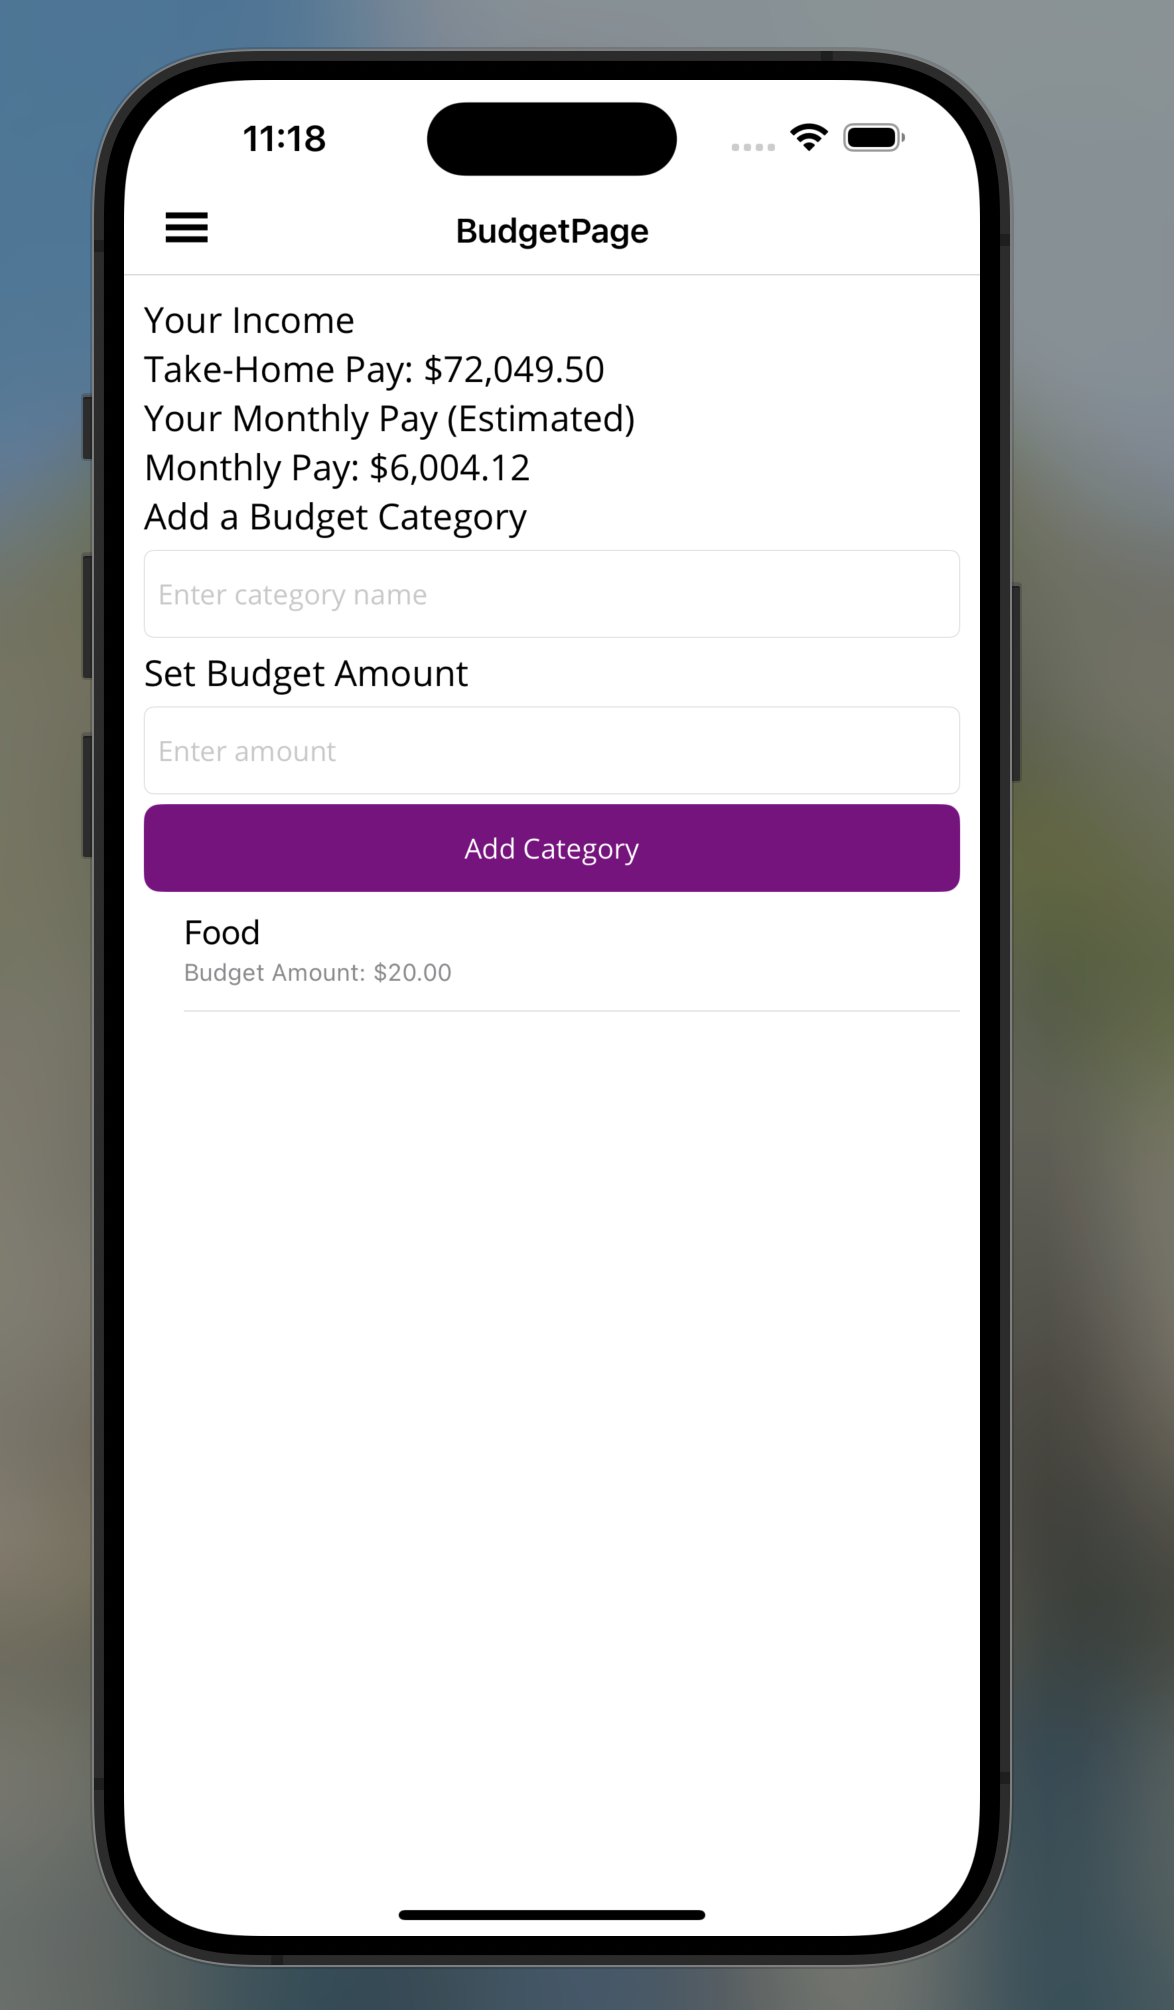 11:18
BudgetPage
Your Income
Take-Home Pay: $72,049.50
Your Monthly Pay (Estimated)
Monthly Pay: $6,004.12
Add a Budget Category
Enter category name
Set Budget Amount
Enter amount
Add Category
Food
Budget Amount: $20.00